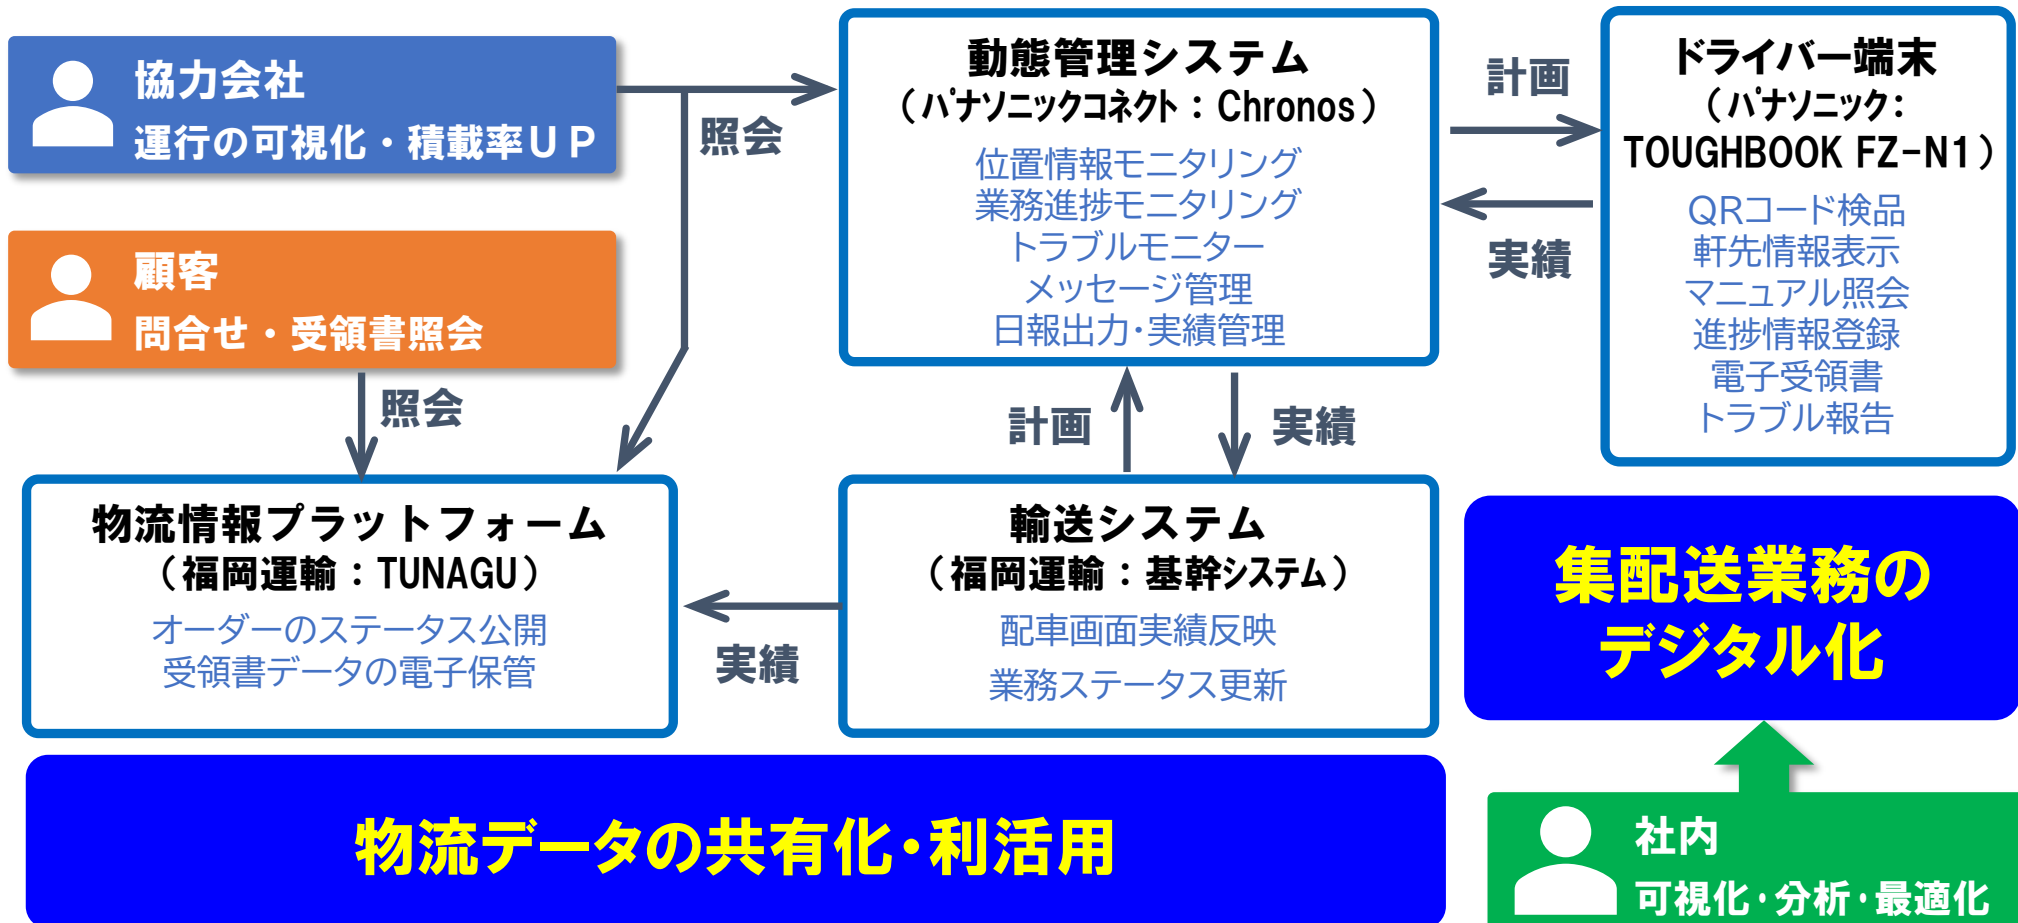 協力会社
運行の可視化・積載率ＵＰ
照会
顧客
問合せ・受領書照会
照会
動態管理システム
（パナソニックコネクト：Chronos）
位置情報モニタリング
業務進捗モニタリング
トラブルモニター
メッセージ管理
日報出力・実績管理
計画
実績
ドライバー端末
（パナソニック：
TOUGHBOOK FZ-N1）
QRコード検品
軒先情報表示
マニュアル照会
進捗情報登録
電子受領書
トラブル報告
計画
実績
物流情報プラットフォーム
（福岡運輸：TUNAGU）
オーダーのステータス公開
受領書データの電子保管
実績
輸送システム
（福岡運輸：基幹システム）
配車画面実績反映
業務ステータス更新
集配送業務の
デジタル化
物流データの共有化・利活用
社内
可視化・分析・最適化